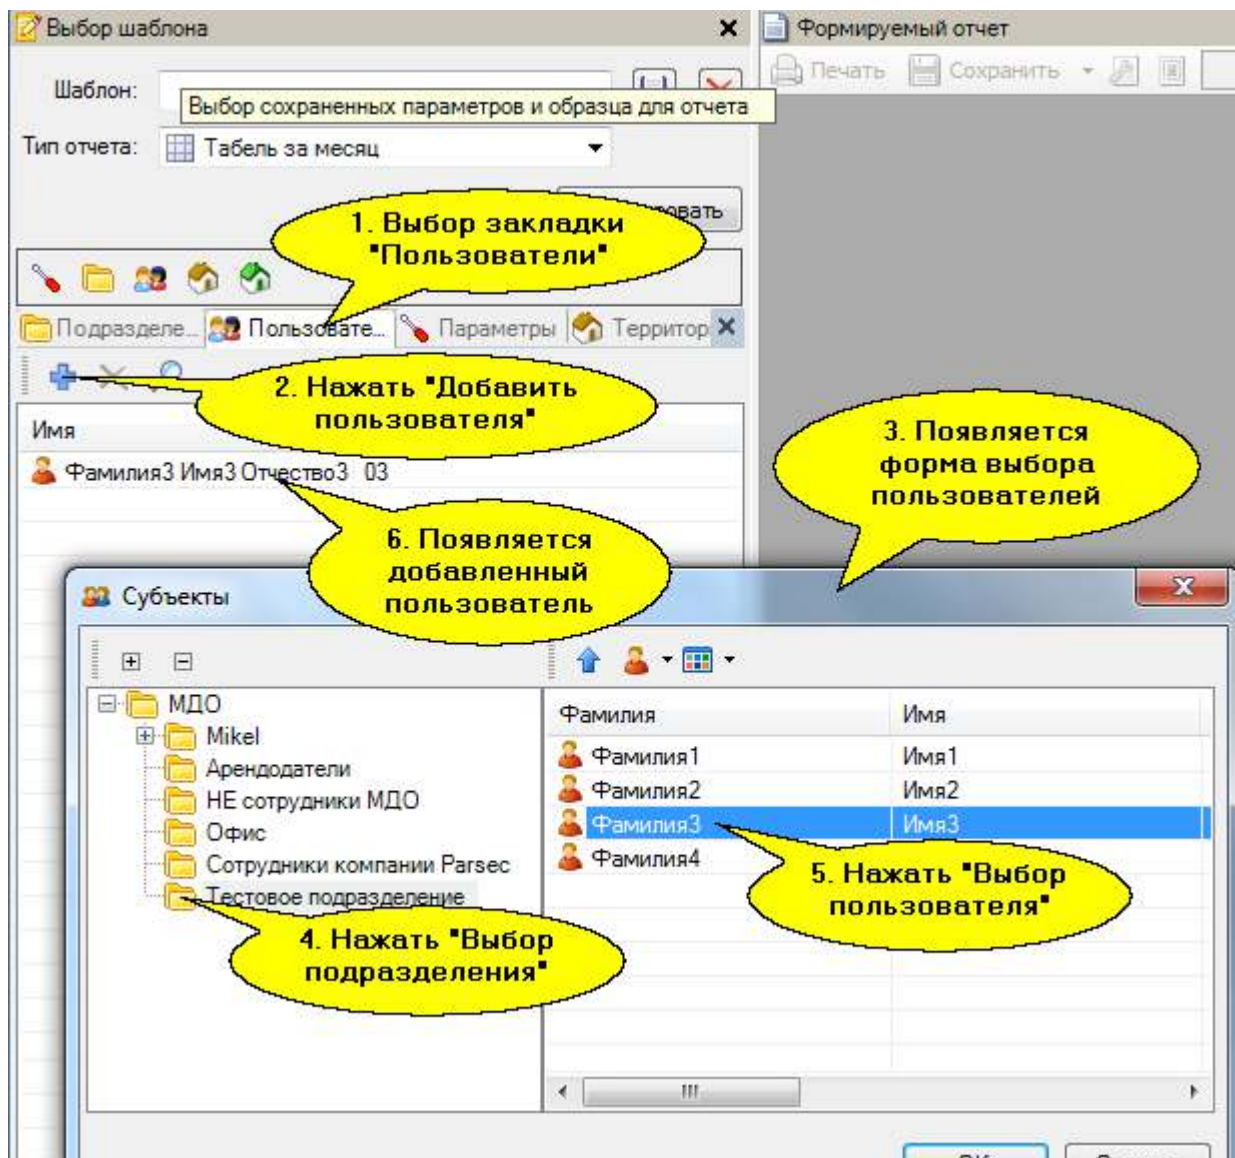 Выбор шаблона
Формируемый отчет
Печать Сохранить
Шаблон:
Выбор сохраненных параметров и образца для отчета
Тип отчета: Табель за месяц
1. Выбор закладки
"Пользователи"
Подразделе... Пользовате... Параметры Территор
2. Нажать "Добавить
пользователя"
Имя
Фамилия3 Имя3 Отчество3 03
3. Появляется
форма выбора
пользователей
6. Появляется
добавленный
пользователь
Субъекты
МДО
Mikel
Арендодатели
НЕ сотрудники МДО
Офис
Сотрудники компании Parsec
Тестовое подразделение
Фамилия Имя
Фамилия1 Имя1
Фамилия2 Имя2
Фамилия3 Имя3
Фамилия4
5. Нажать "Выбор
пользователя"
4. Нажать "Выбор
подразделения"